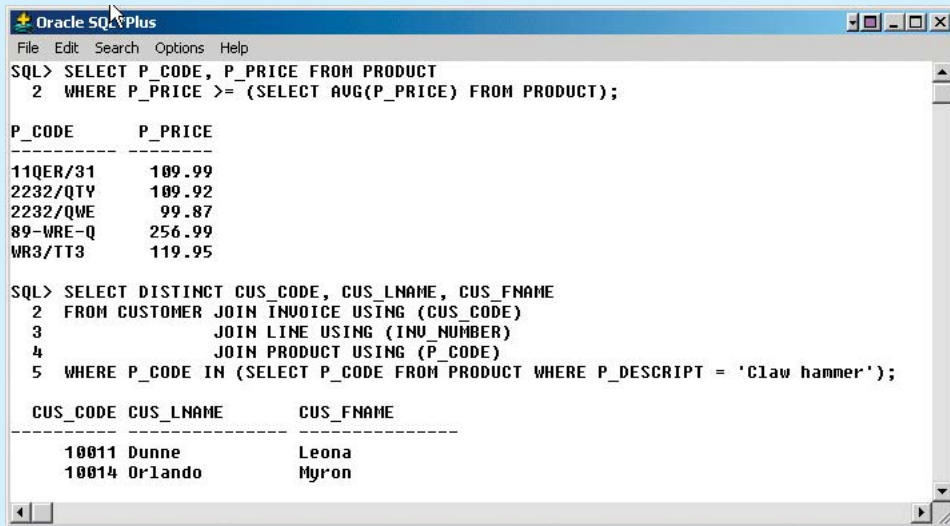 Oracle SQL*Plus
File Edit Search Options Help
SQL> SELECT P_CODE, P_PRICE FROM PRODUCT
2 WHERE P_PRICE >= (SELECT AVG(P_PRICE) FROM PRODUCT);
P_CODE P_PRICE
---------- --------
11QER/31 109.99
2232/QTY 109.92
2232/QWE 99.87
89-WRE-Q 256.99
WR3/TT3 119.95
SQL> SELECT DISTINCT CUS_CODE, CUS_LNAME, CUS_FNAME
2 FROM CUSTOMER JOIN INVOICE USING (CUS_CODE)
3 JOIN LINE USING (INV_NUMBER)
4 JOIN PRODUCT USING (P_CODE)
5 WHERE P_CODE IN (SELECT P_CODE FROM PRODUCT WHERE P_DESCRIPT = 'Claw hammer');
CUS_CODE CUS_LNAME CUS_FNAME
---------- --------------- ---------------
10011 Dunne Leona
10014 Orlando Myron